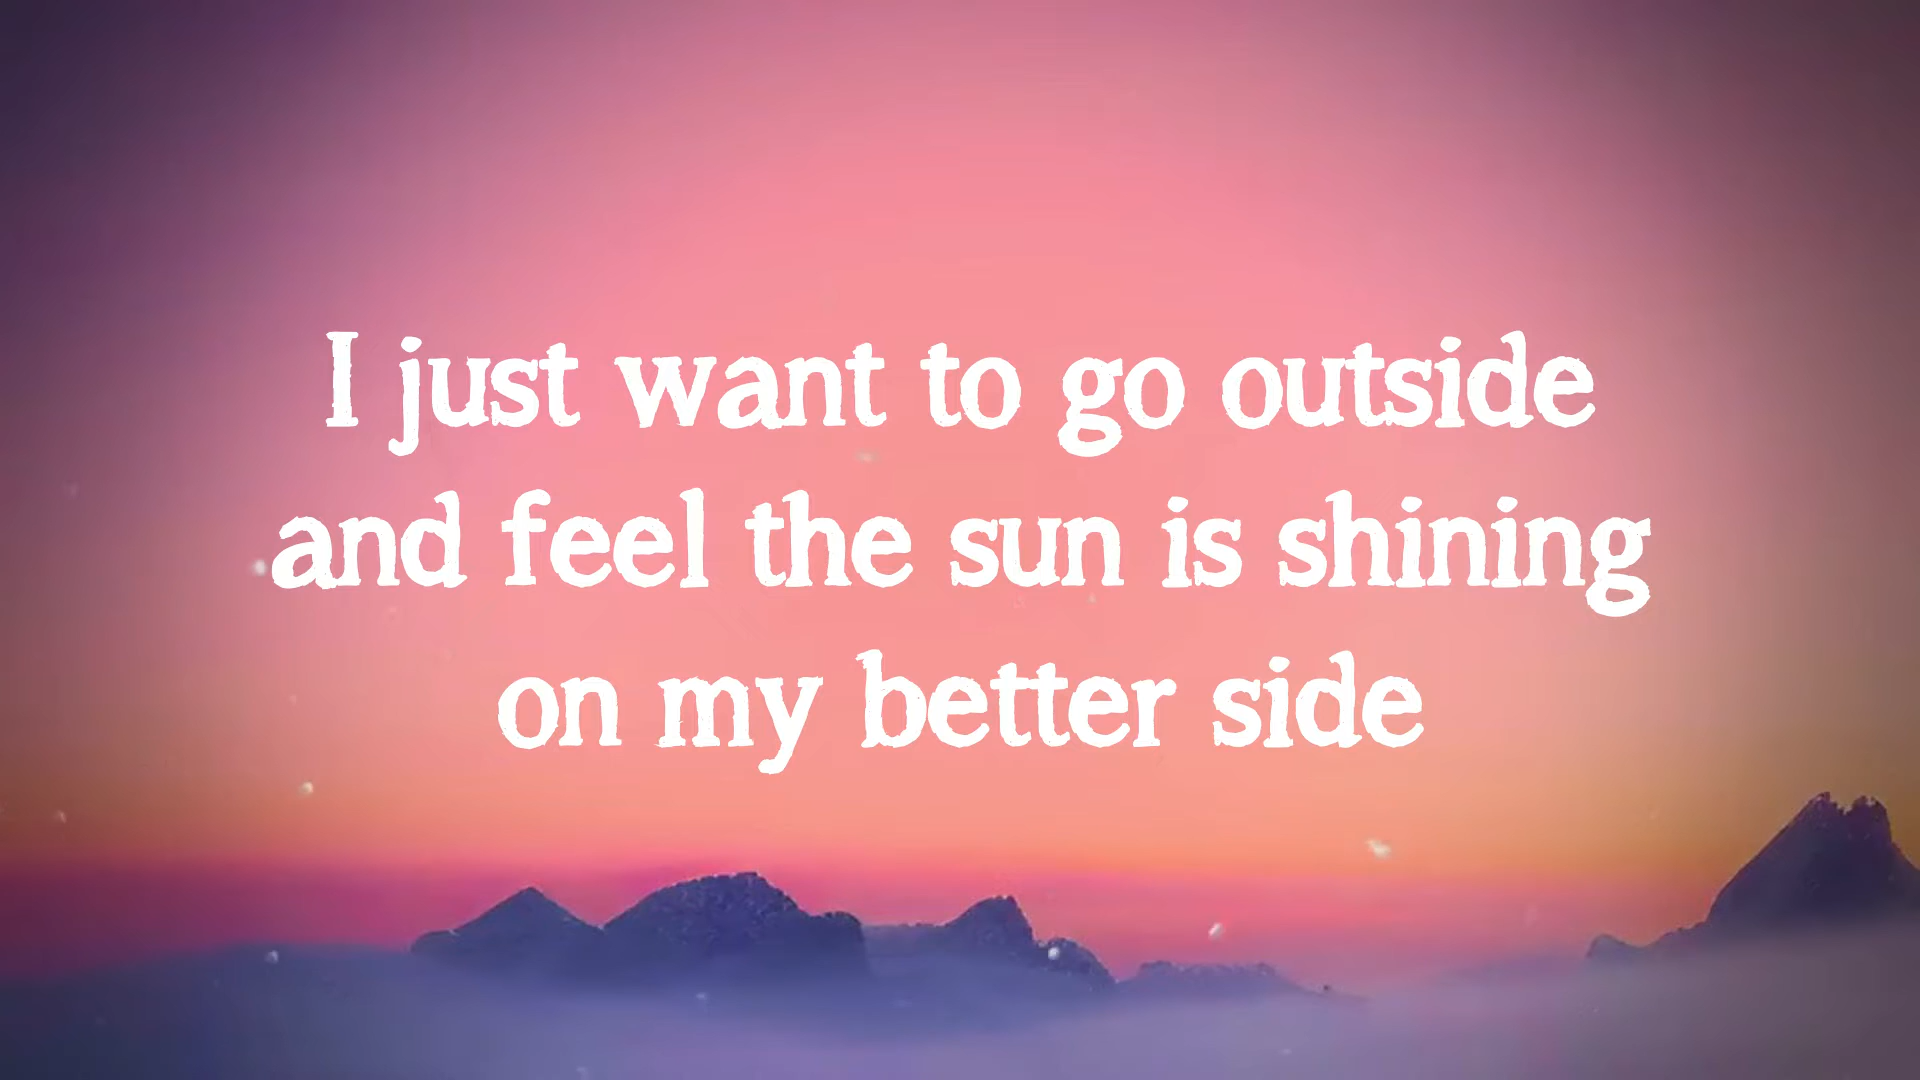 I just want to go outside
and feel the sun is shining
on my better side